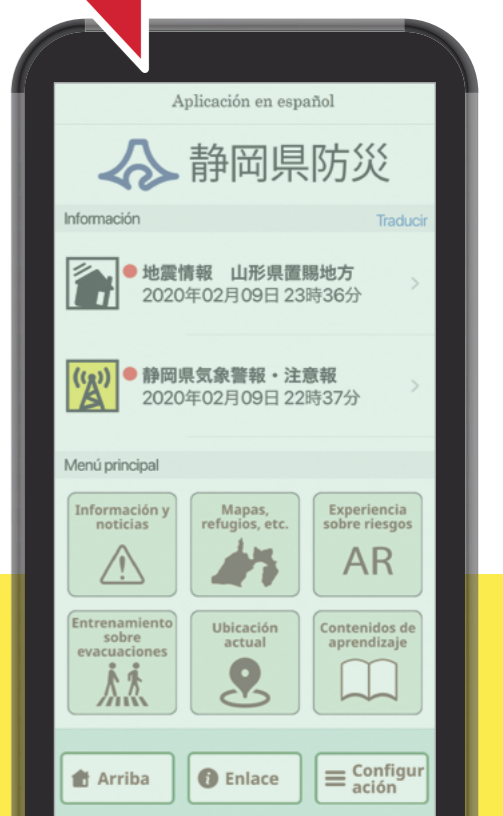 Aplicación en español
静岡県防災
Información
Traducir
地震情報　山形県置賜地方
2020年02月09日 23時36分
静岡県気象警報・注意報
2020年02月09日 22時37分
Menú principal
Información y
noticias
Mapas,
refugios, etc.
Experiencia
sobre riesgos
AR
Entrenamiento
sobre
evacuaciones
Ubicación
actual
Contenidos de
aprendizaje
Arriba
Enlace
Configur
ación